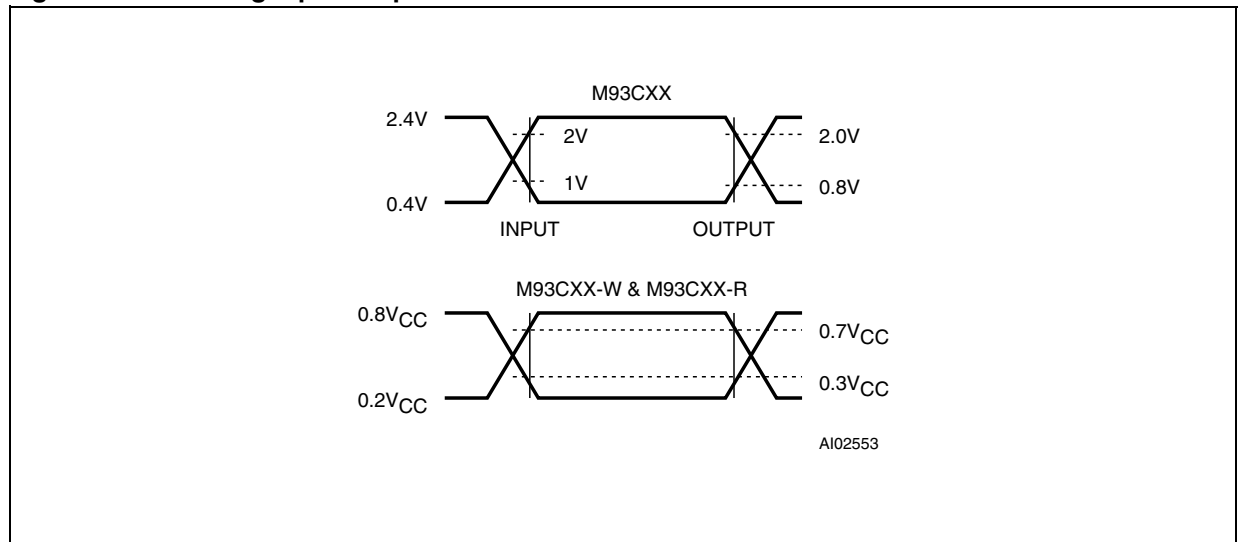 M93CXX
2.4V
2V
2.0V
1V
0.8V
0.4V
INPUT
OUTPUT
M93CXX-W & M93CXX-R
0.8VCC
0.7VCC
0.3VCC
0.2VCC
AI02553